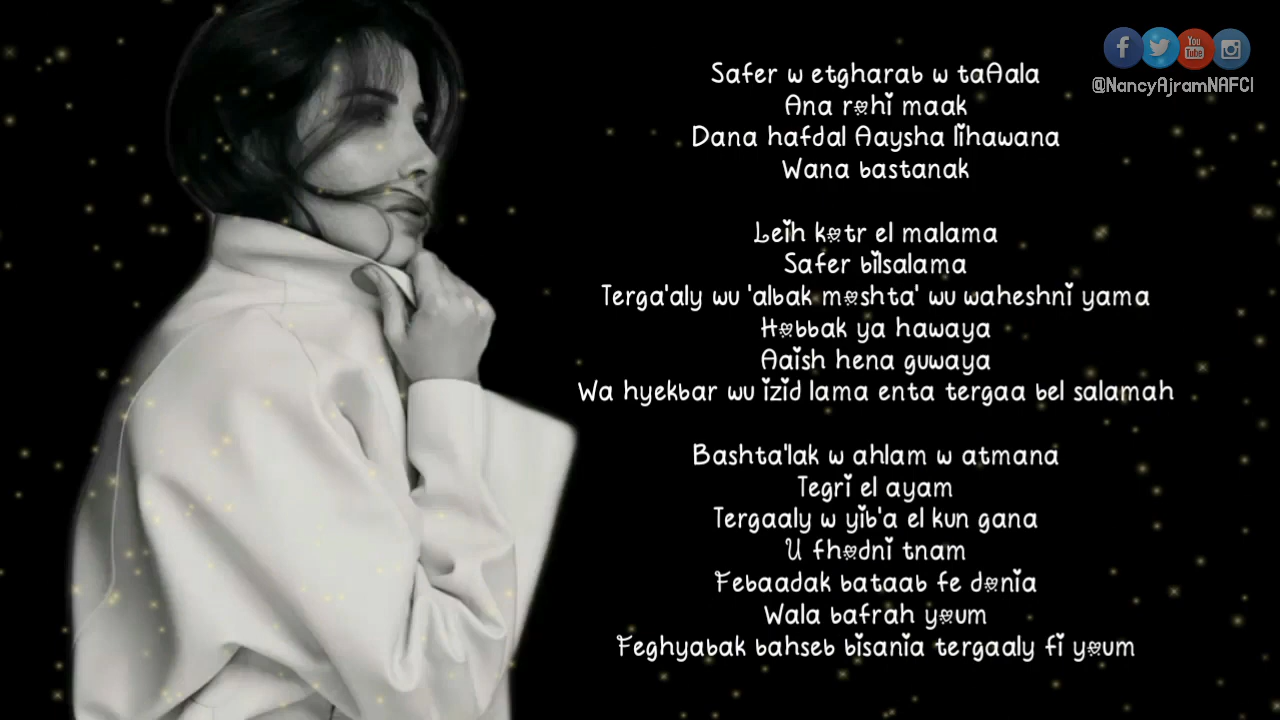 Safer w etgharab w taAala
Ana rohi maak
Dana hafdal Aaysha lihawana
Wana bastanak
Leih kotr el malama
Safer bilsalama
Terga'aly wu 'albak moshta' wu waheshni yama
Hobbak ya hawaya
Aaish hena guwaya
Wa hyekbar wu izid lama enta tergaa bel salamah
Bashta'lak w ahlam w atmana
Tegri el ayam
Tergaaly w yib'a el kun gana
U fhodni tnam
Febaadak bataab fe donia
Wala bafrah youm
Feghyabak bahseb bisania tergaaly fi youm
You Tube
@NancyAjramNAFCI